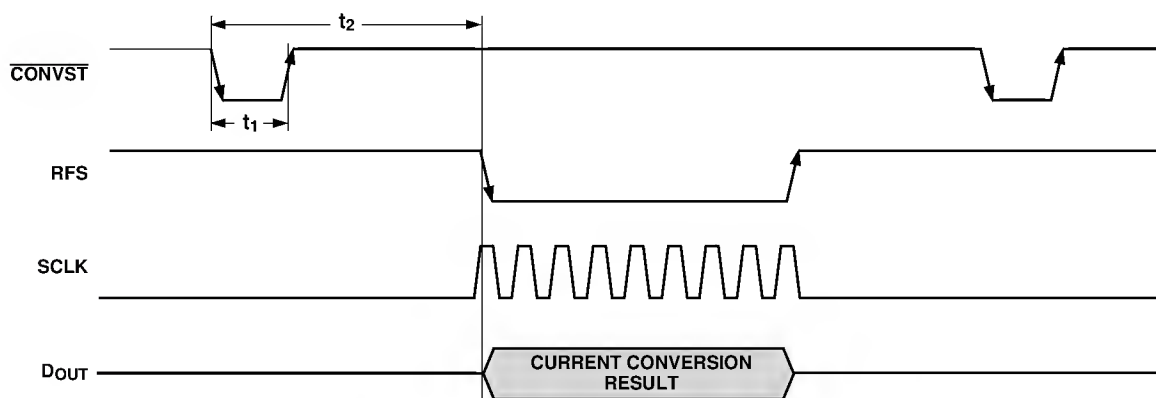 t2
CONVST
t1
RFS
SCLK
DOUT
CURRENT CONVERSION
RESULT